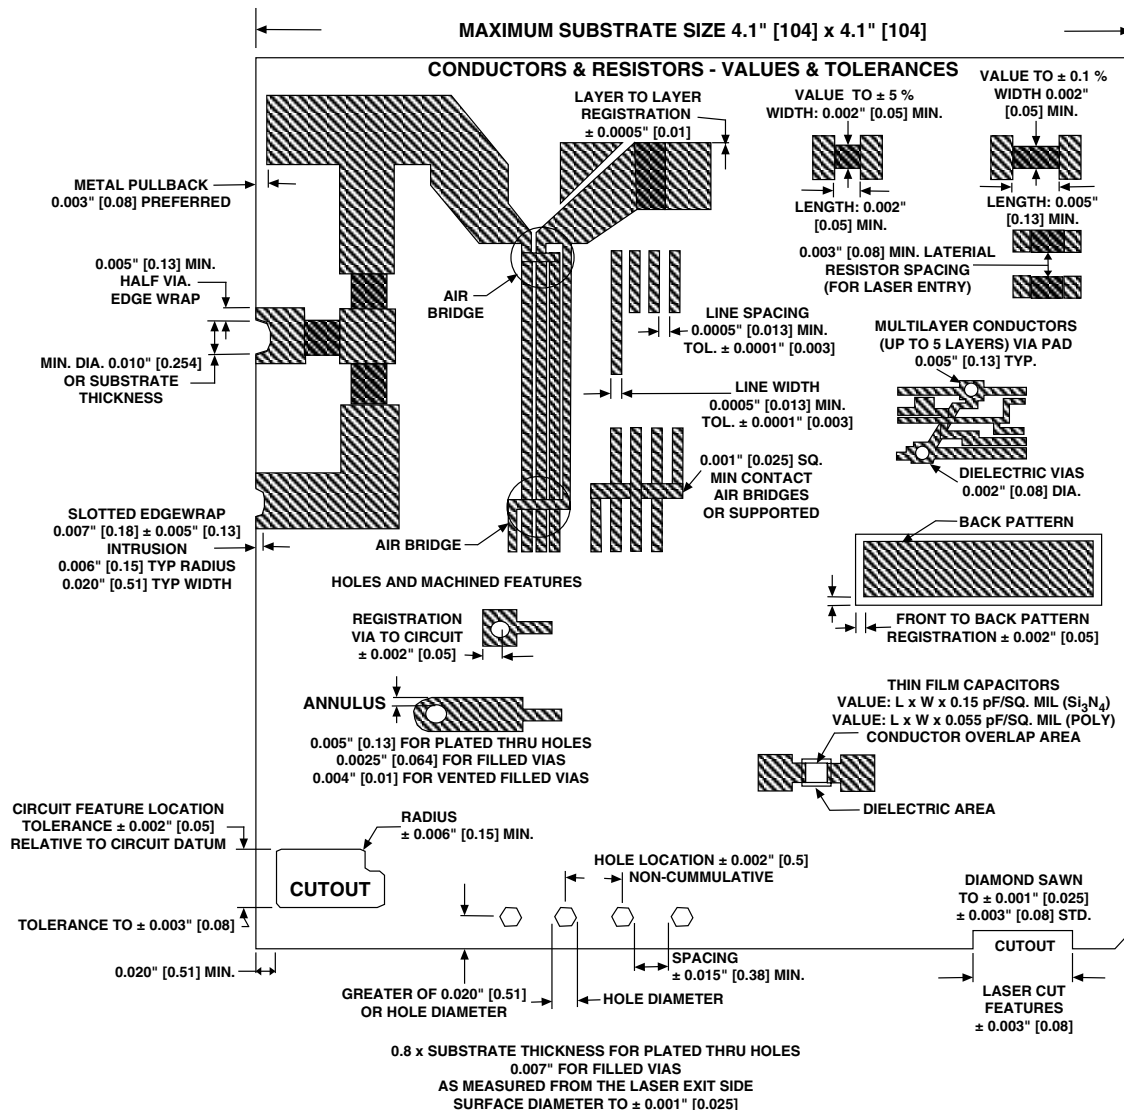 MAXIMUM SUBSTRATE SIZE 4.1" [104] x 4.1" [104]
CONDUCTORS & RESISTORS - VALUES & TOLERANCES
LAYER TO LAYER
REGISTRATION
± 0.0005" [0.01]
VALUE TO ± 5 %
WIDTH: 0.002" [0.05] MIN.
VALUE TO ± 0.1 %
WIDTH 0.002"
[0.05] MIN.
METAL PULLBACK
0.003" [0.08] PREFERRED
LENGTH: 0.002"
[0.05] MIN.
LENGTH: 0.005"
[0.13] MIN.
0.003" [0.08] MIN. LATERIAL
RESISTOR SPACING
(FOR LASER ENTRY)
0.005" [0.13] MIN.
HALF VIA.
EDGE WRAP
AIR
BRIDGE
LINE SPACING
0.0005" [0.013] MIN.
TOL. ± 0.0001" [0.003]
MULTILAYER CONDUCTORS
(UP TO 5 LAYERS) VIA PAD
0.005" [0.13] TYP.
MIN. DIA. 0.010" [0.254]
OR SUBSTRATE
THICKNESS
LINE WIDTH
0.0005" [0.013] MIN.
TOL. ± 0.0001" [0.003]
0.001" [0.025] SQ.
MIN CONTACT
AIR BRIDGES
OR SUPPORTED
DIELECTRIC VIAS
0.002" [0.08] DIA.
SLOTTED EDGEWRAP
0.007" [0.18] ± 0.005" [0.13]
INTRUSION
0.006" [0.15] TYP RADIUS
0.020" [0.51] TYP WIDTH
AIR BRIDGE
BACK PATTERN
HOLES AND MACHINED FEATURES
REGISTRATION
VIA TO CIRCUIT
± 0.002" [0.05]
FRONT TO BACK PATTERN
REGISTRATION ± 0.002" [0.05]
ANNULUS
0.005" [0.13] FOR PLATED THRU HOLES
0.0025" [0.064] FOR FILLED VIAS
0.004" [0.01] FOR VENTED FILLED VIAS
THIN FILM CAPACITORS
VALUE: L x W x 0.15 pF/SQ. MIL (Si3N4)
VALUE: L x W x 0.055 pF/SQ. MIL (POLY)
CONDUCTOR OVERLAP AREA
DIELECTRIC AREA
CIRCUIT FEATURE LOCATION
TOLERANCE ± 0.002" [0.05]
RELATIVE TO CIRCUIT DATUM
RADIUS
± 0.006" [0.15] MIN.
CUTOUT
HOLE LOCATION ± 0.002" [0.5]
NON-CUMMULATIVE
DIAMOND SAWN
TO ± 0.001" [0.025]
± 0.003" [0.08] STD.
TOLERANCE TO ± 0.003" [0.08]
CUTOUT
0.020" [0.51] MIN.
SPACING
± 0.015" [0.38] MIN.
GREATER OF 0.020" [0.51]
OR HOLE DIAMETER
HOLE DIAMETER
LASER CUT
FEATURES
± 0.003" [0.08]
0.8 x SUBSTRATE THICKNESS FOR PLATED THRU HOLES
0.007" FOR FILLED VIAS
AS MEASURED FROM THE LASER EXIT SIDE
SURFACE DIAMETER TO ± 0.001" [0.025]